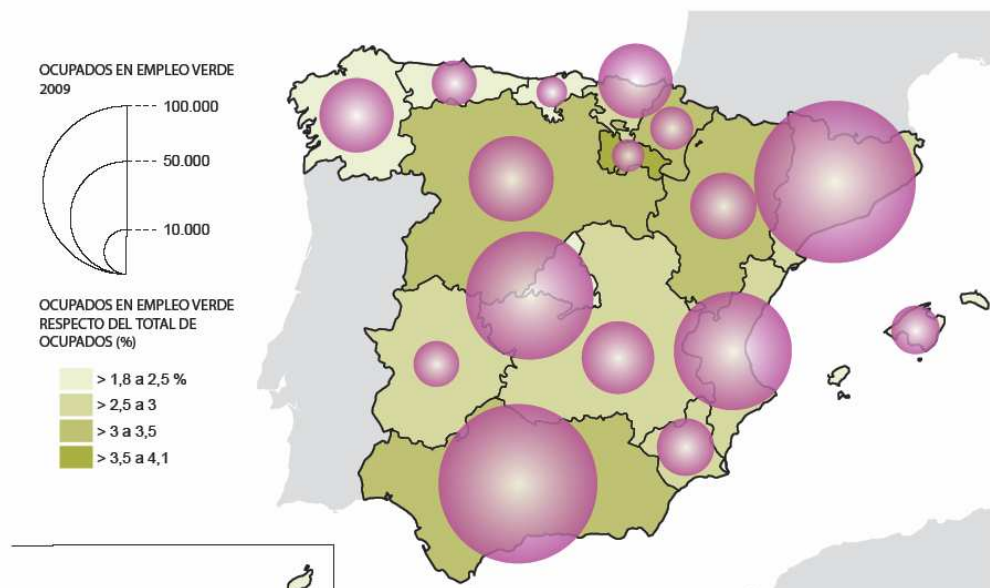 OCUPADOS EN EMPLEO VERDE
2009
100.000
50.000
10.000
OCUPADOS EN EMPLEO VERDE
RESPECTO DEL TOTAL DE
OCUPADOS (%)
> 1,8 a 2,5 %
> 2,5 a 3
> 3 a 3,5
> 3,5 a 4,1